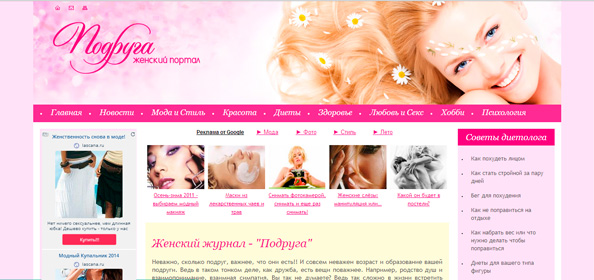 Подруга
женский портал
• Главная • Новости • Мода и Стиль • Красота • Диеты • Здоровье • Любовь и Секс • Хобби • Психология
Женственность снова в моде!
lascana.ru
Нет ничего сексуальнее, чем длинная
юбка! Дешево купить - только у нас.
Купить!!
Модный Купальник 2014
lascana.ru
Реклама от Google
► Мода
► Фото
► Стиль
► Лето
Осень-зима 2011 -
выбираем модный
макияж
Маски из
лекарственных чаев и
трав
Снимать фотокамерой..
снимать и еще раз
снимать!
Женские слёзы:
манипуляция или...
Какой он будет в
постели?
Женский журнал - "Подруга"
Неважно, сколько подруг, важнее, что они есть!! И совсем неважен возраст и образование вашей
подруги. Ведь в таком тонком деле, как дружба, есть вещи поважнее. Например, родство душ и
взаимопонимание, взаимная симпатия. Вы так не думаете? Ведь так сложно в жизни встретить
Советы диетолога
Как похудеть лицом
Как стать стройной за пару
дней
Бег для похудения
Как не поправиться на
отдыхе
Как набрать вес или что
нужно делать чтобы
поправиться
Диеты для вашего типа
фигуры